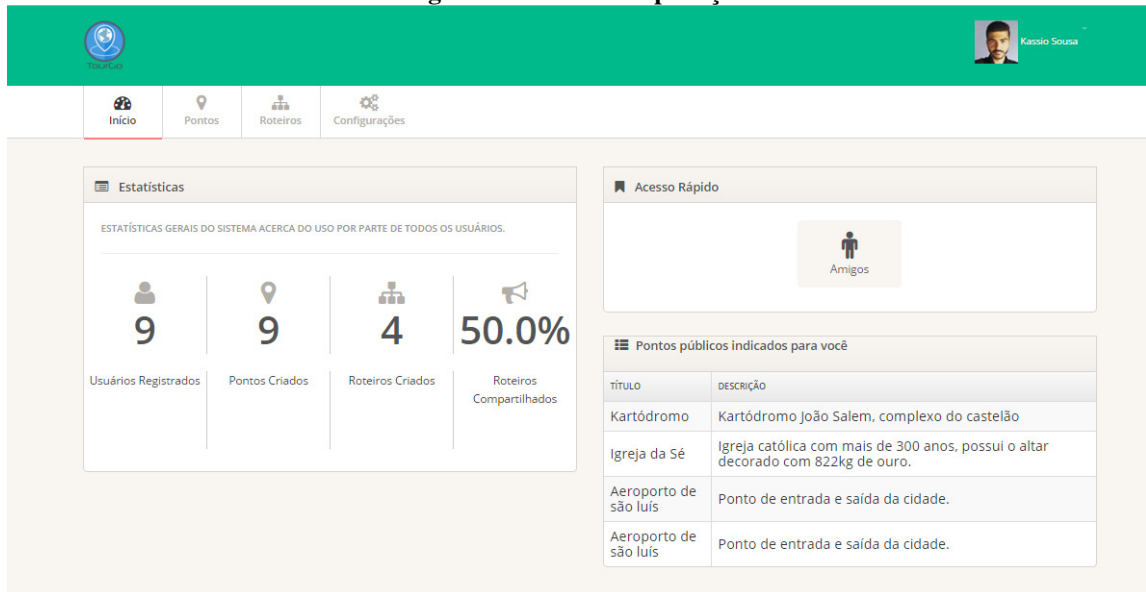 TourGo
Kassio Sousa
Início
Pontos
Roteiros
Configurações
Estatísticas
ESTATÍSTICAS GERAIS DO SISTEMA ACERCA DO USO POR PARTE DE TODOS OS USUÁRIOS.
9
9
4
50.0%
Usuários Registrados
Pontos Criados
Roteiros Criados
Roteiros
Compartilhados
Acesso Rápido
Amigos
Pontos públicos indicados para você
TÍTULO
DESCRIÇÃO
Kartódromo
Kartódromo João Salem, complexo do castelão
Igreja da Sé
Igreja católica com mais de 300 anos, possui o altar
decorado com 822kg de ouro.
Aeroporto de
são luís
Ponto de entrada e saída da cidade.
Aeroporto de
são luís
Ponto de entrada e saída da cidade.